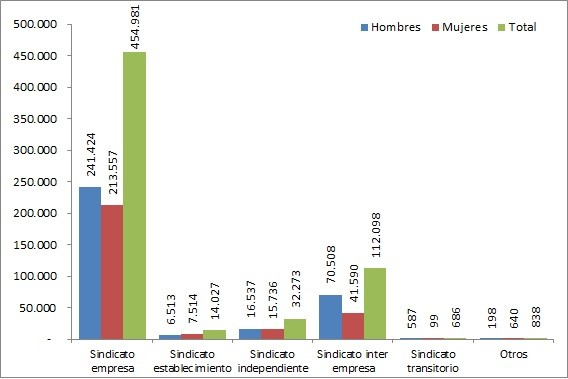 Hombres Mujeres Total
500.000
450.000
400.000
350.000
300.000
250.000
200.000
150.000
100.000
50.000
-
241.424
213.557
454.981
6.513
7.514
14.027
16.537
15.736
32.273
70.508
41.590
112.098
587
99
686
198
640
838
Sindicato
empresa
Sindicato
establecimiento
Sindicato
independiente
Sindicato inter
empresa
Sindicato
transitorio
Otros